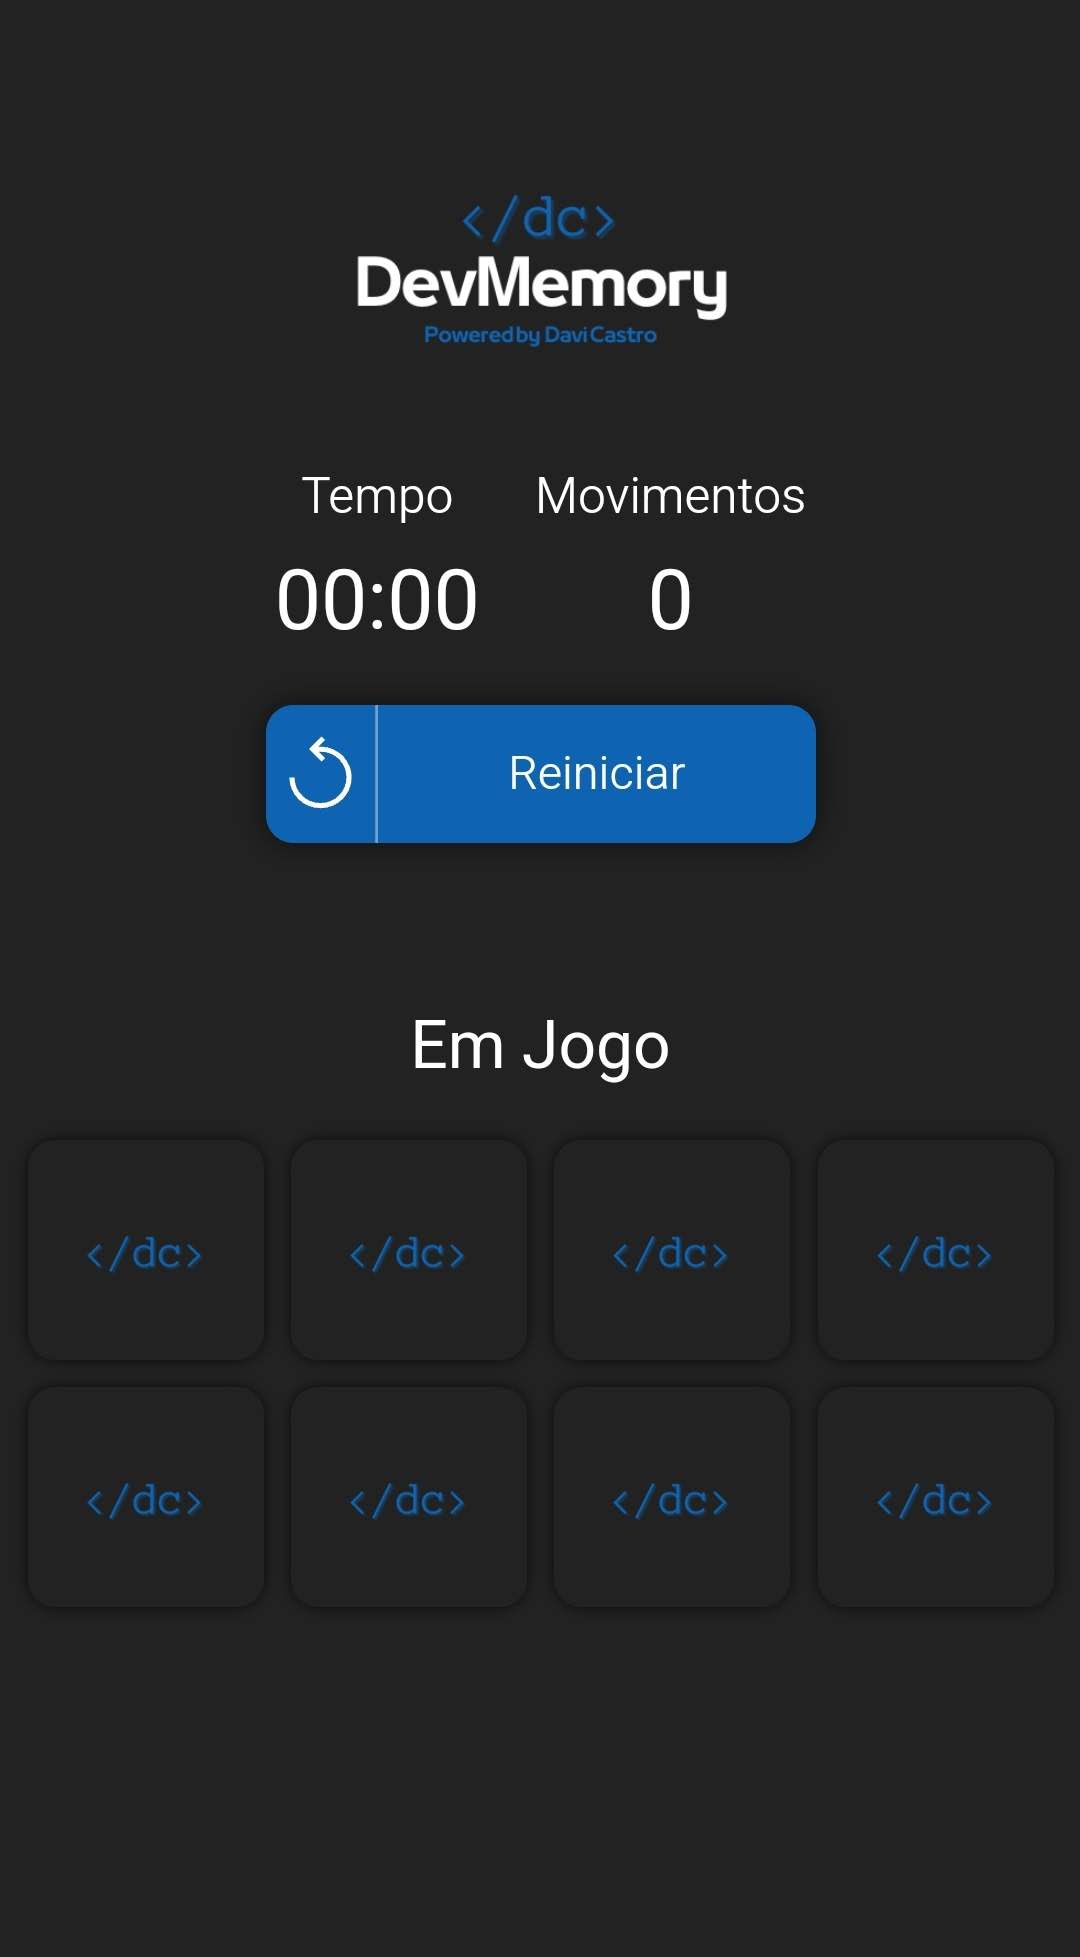 </dc>
DevMemory
Powered by Davi Castro
Tempo Movimentos
00:00 0
Reiniciar
Em Jogo
</dc> </dc> </dc> </dc>
</dc> </dc> </dc> </dc>